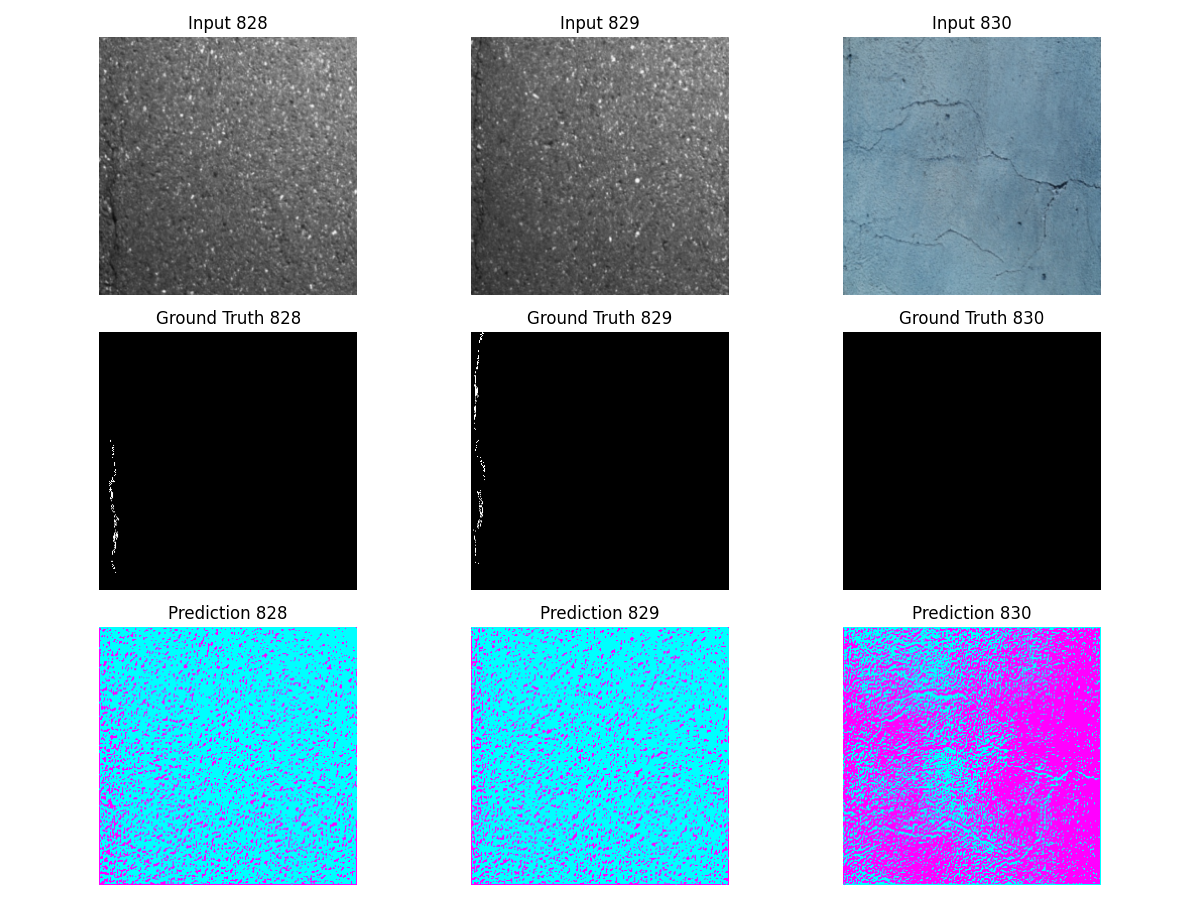 Input 828
Input 829
Input 830
Ground Truth 828
Ground Truth 829
Ground Truth 830
Prediction 828
Prediction 829
Prediction 830